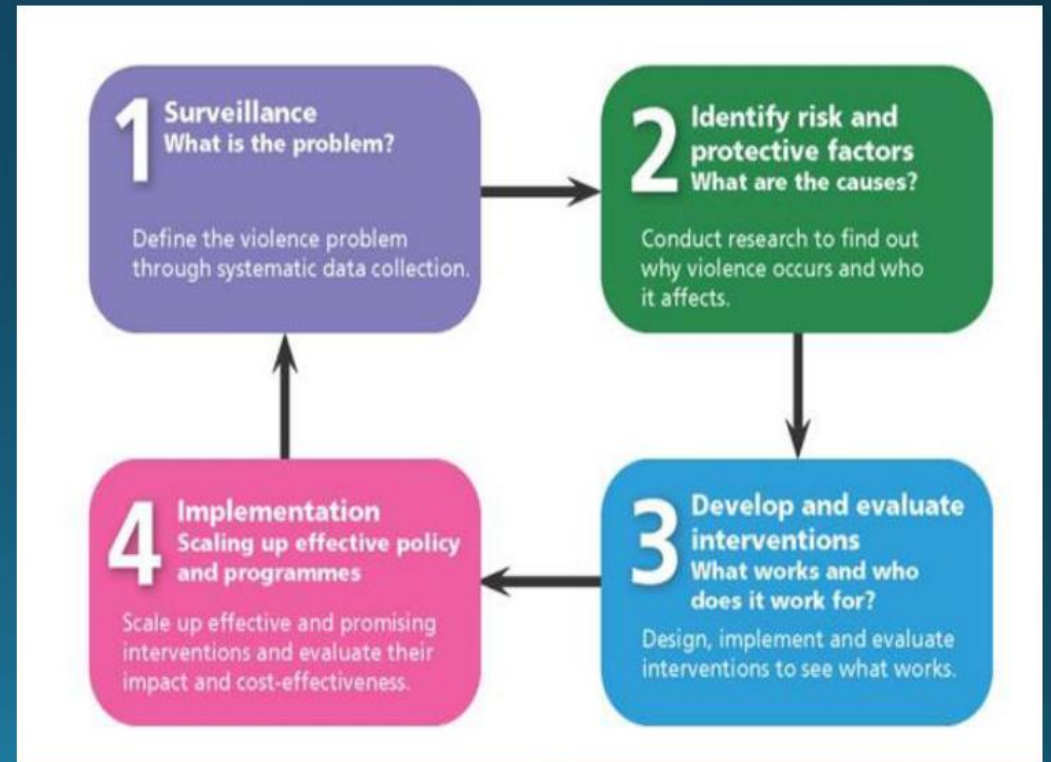 1 Surveillance
What is the problem?
Define the violence problem
through systematic data collection.
2 Identify risk and
protective factors
What are the causes?
Conduct research to find out
why violence occurs and who
it affects.
3 Develop and evaluate
interventions
What works and who
does it work for?
Design, implement and evaluate
interventions to see what works.
4 Implementation
Scaling up effective policy
and programmes
Scale up effective and promising
interventions and evaluate their
impact and cost-effectiveness.